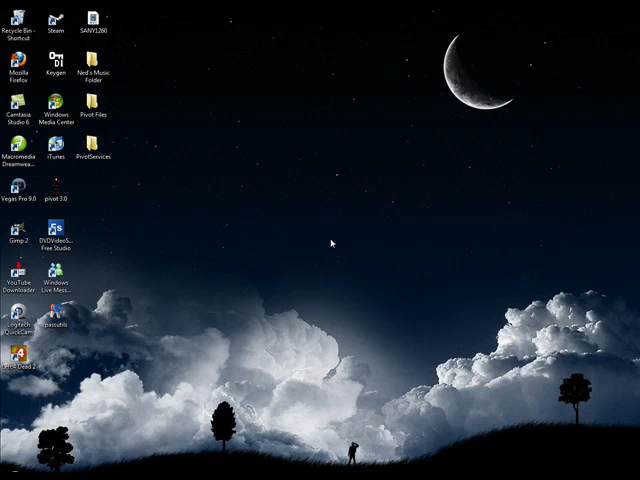 Recycle Bin -
Shortcut
Steam
SANY1260
Mozilla
Firefox
Keygen
Ned's Music
Folder
Camtasia
Studio 6
Windows
Media Center
Pivot Files
Macromedia
Dreamwea...
iTunes
PivotServices
Vegas Pro 9.0
pivot 3.0
Gimp 2
DVDVideoS...
Free Studio
YouTube
Downloader
Windows
Live Mess...
Logitech
QuickCam
passutils
Left 4 Dead 2